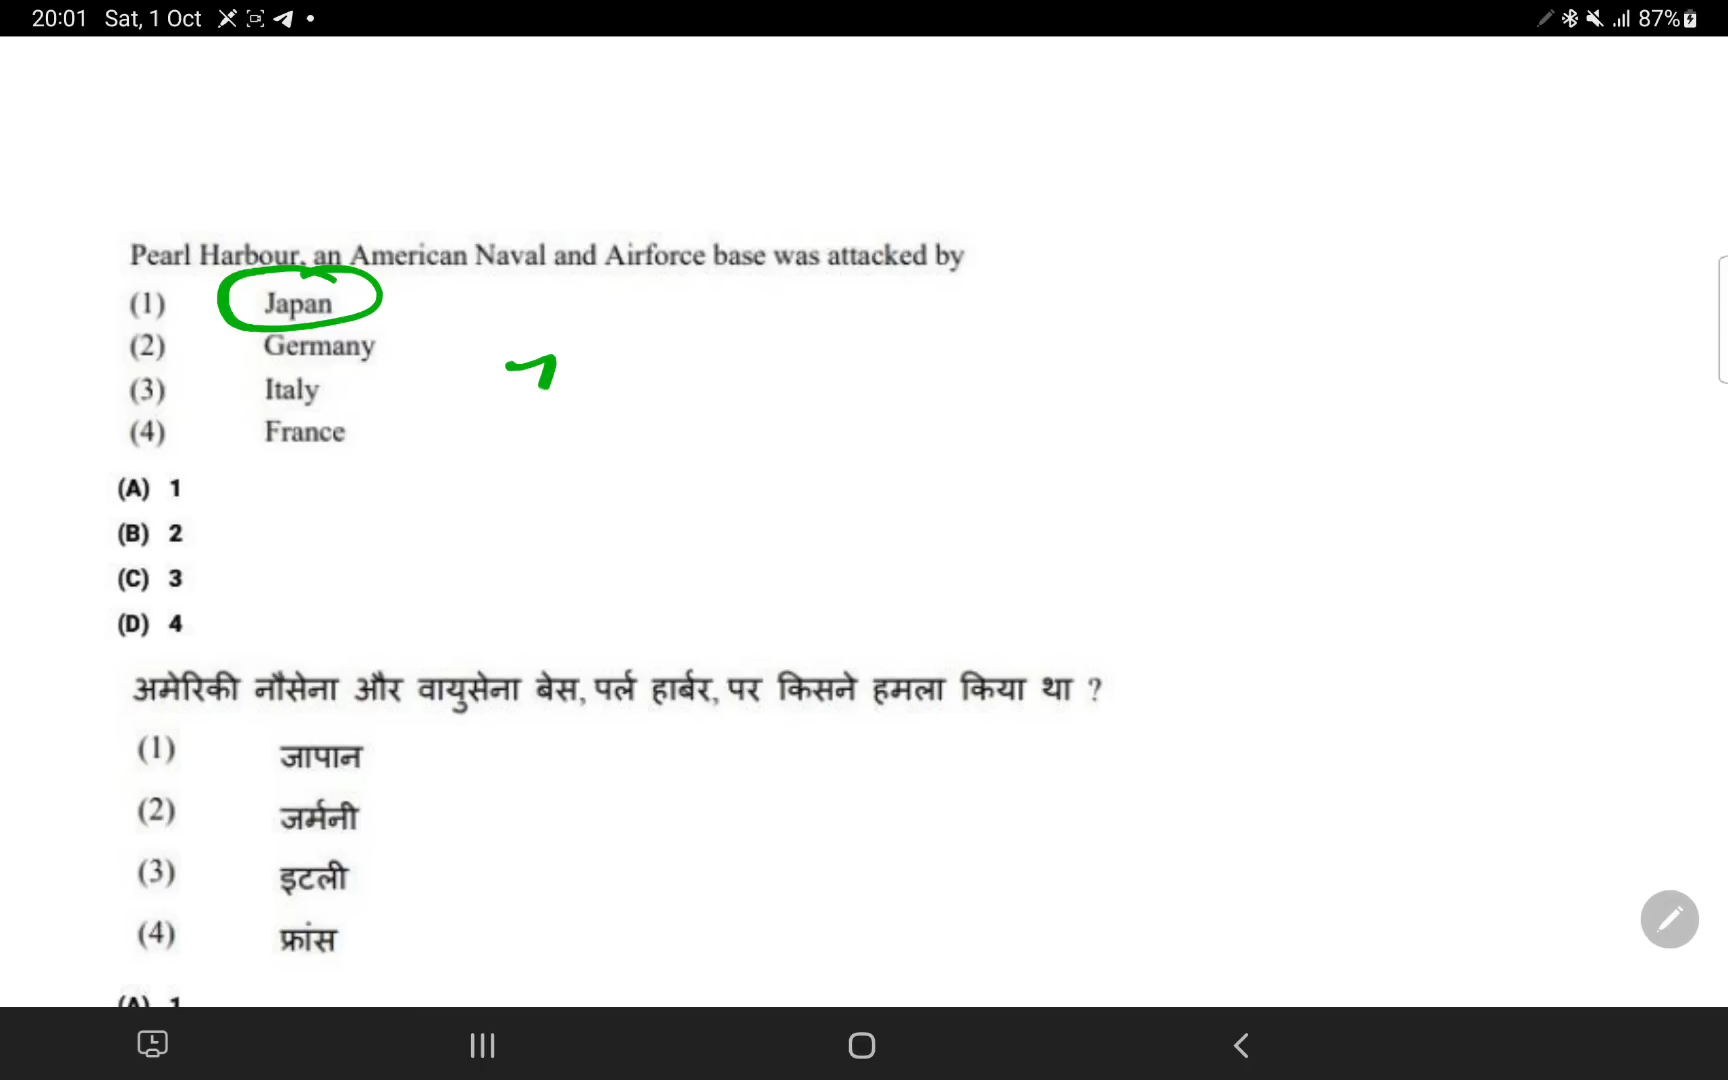 20:01 Sat, 1 Oct
87%
Pearl Harbour, an American Naval and Airforce base was attacked by
(1) Japan
(2) Germany
(3) Italy
(4) France
(A) 1
(B) 2
(C) 3
(D) 4
अमेरिकी नौसेना और वायुसेना बेस, पर्ल हार्बर, पर किसने हमला किया था ?
(1) जापान
(2) जर्मनी
(3) इटली
(4) फ्रांस
(A) 1